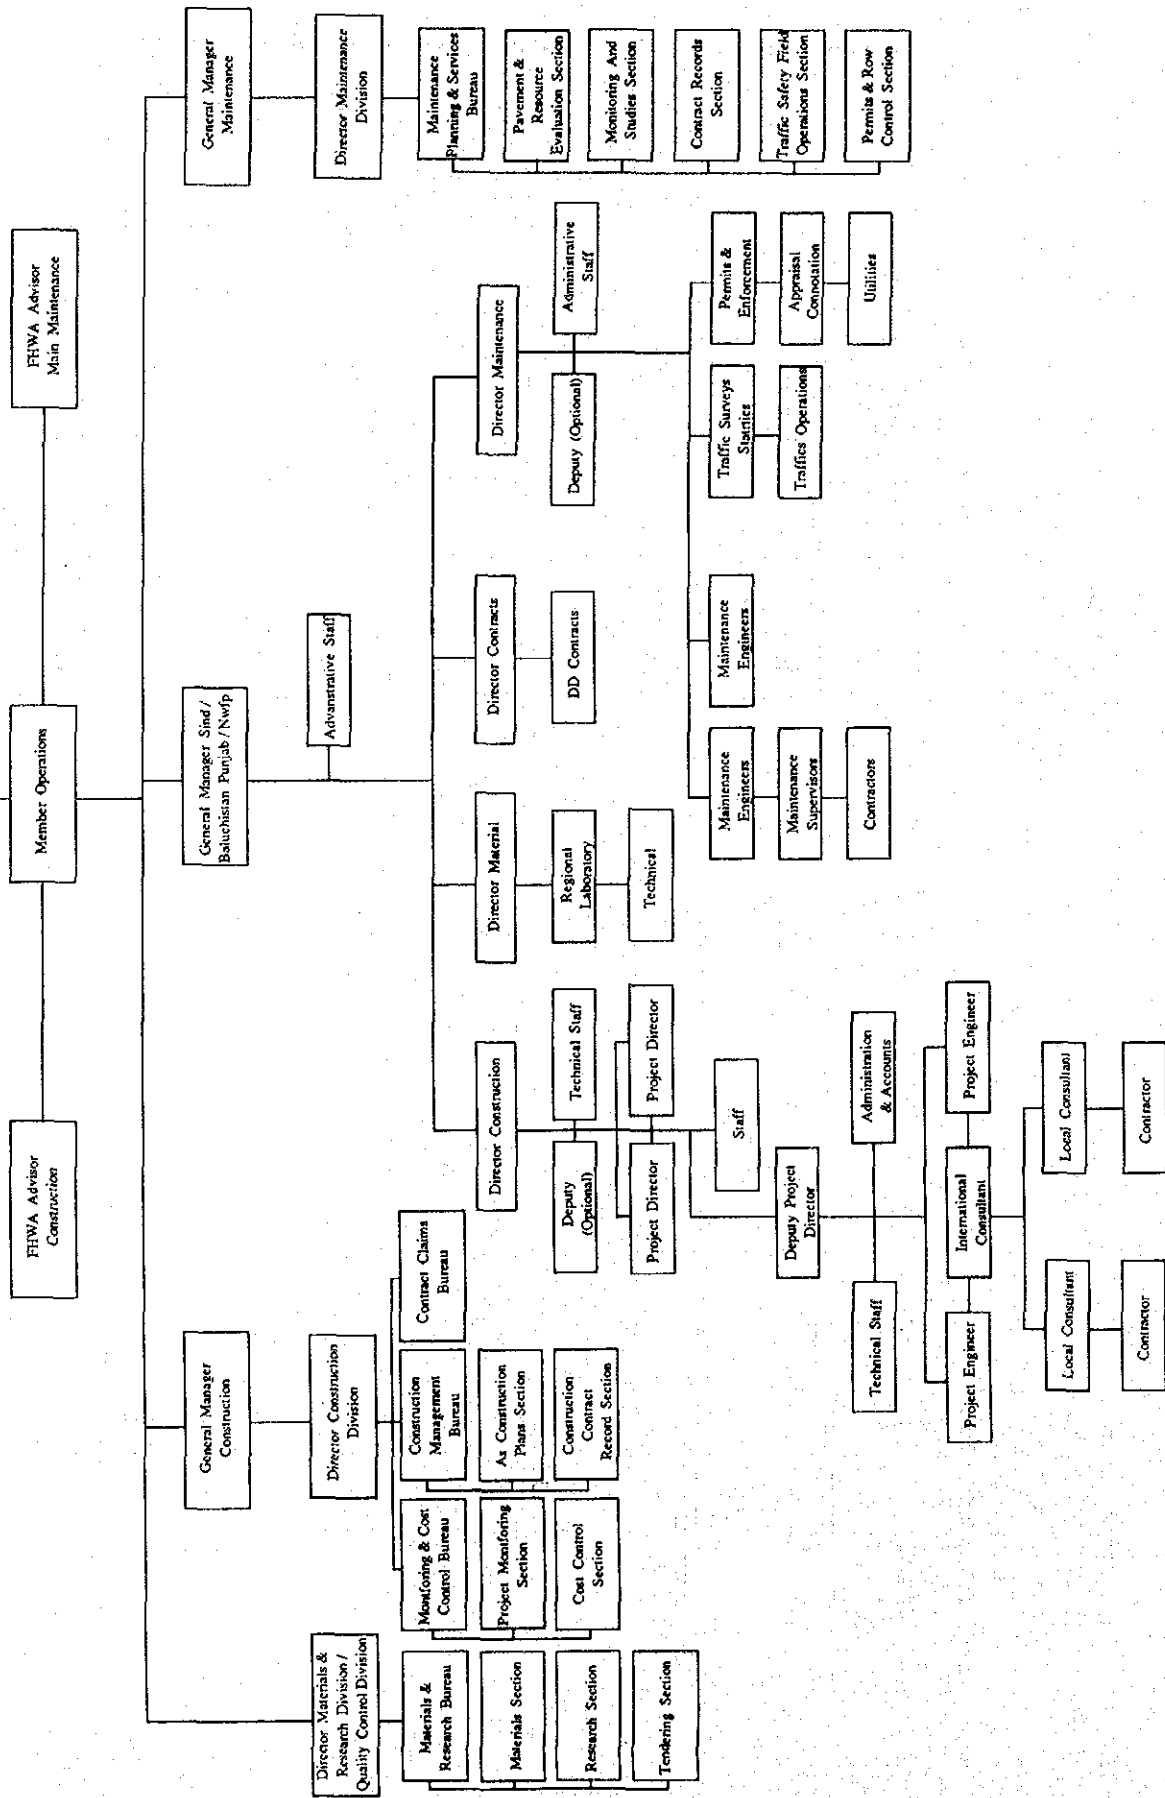 FHWA Advisor
Construction
Member Operations
FHWA Advisor
Main Maintenance
Director Materials &
Research Division /
Quality Control Division
General Manager
Construction
General Manager Sind /
Baluchisian Punjab / Nwfp
General Manager
Maintenance
Materials &
Research Bureau
Materials Section
Research Section
Tendering Section
Director Construction
Division
Montforing & Cost
Control Bureau
Project Montforing
Section
Cost Control
Section
Construction
Management
Bureau
As Construction
Plans Section
Construction
Contract
Record Section
Contract Claims
Bureau
Advanstrative Staff
Director Construction
Deputy
(Optional)
Technical Staff
Project Director
Project Director
Staff
Deputy Project
Director
Technical Staff
Administration
& Accounts
Project Engineer
International
Consultant
Project Engineer
Local Consultant
Local Consultant
Contractor
Contractor
Director Material
Regional
Laboratory
Technical
Director Contracts
DD Contracts
Director Maintenance
Deputy (Optional)
Administrative
Staff
Maintenance
Engineers
Maintenance
Supervisors
Contractors
Maintenance
Engineers
Traffic Surveys
Statrtics
Traffics Operations
Permits &
Enforcement
Appraisal
Connotation
Utilities
Director Maintenance
Division
Maintenance
Planning & Services
Bureau
Pavement &
Resource
Evaluation Section
Monitoring And
Studies Section
Contract Records
Section
Traffic Safety Field
Operations Section
Permits & Row
Control Section